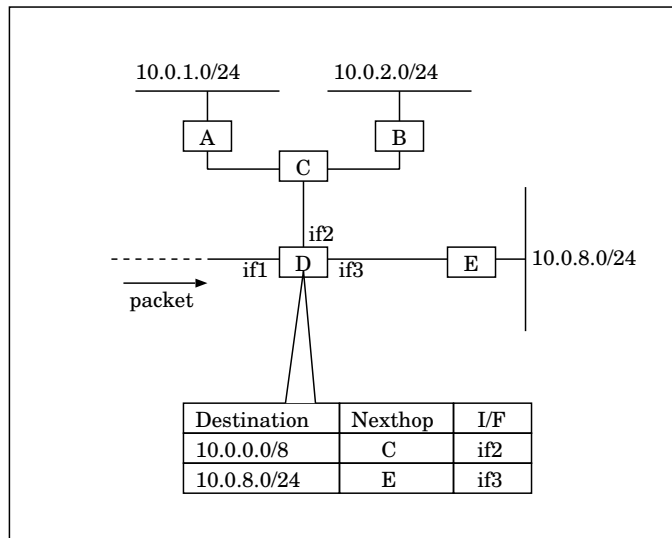 10.0.1.0/24 10.0.2.0/24
A B
C
if2
if1 D if3 E 10.0.8.0/24
packet
Destination Nexthop I/F
10.0.0.0/8 C if2
10.0.8.0/24 E if3